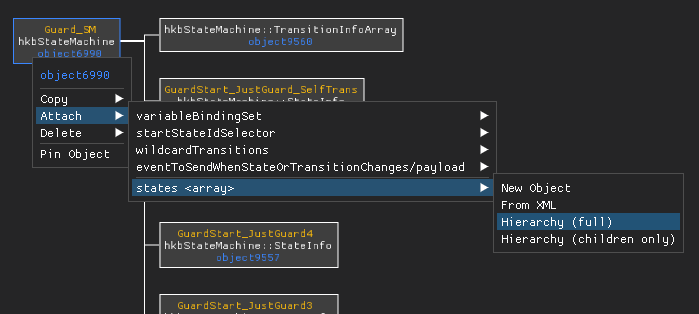 Guard_SM
hkbStateMachine
object6990
hkbStateMachine::TransitionInfoArray
object9560
object6990
Copy
Attach
Delete
Pin Object
GuardStart_JustGuard_SelfTrans
hkbStateMachine::StateInfo
variableBindingSet
startStateIdSelector
wildcardTransitions
eventToSendWhenStateOrTransitionChanges/payload
states <array>
New Object
From XML
Hierarchy (full)
Hierarchy (children only)
GuardStart_JustGuard4
hkbStateMachine::StateInfo
object9557
GuardStart_JustGuard3